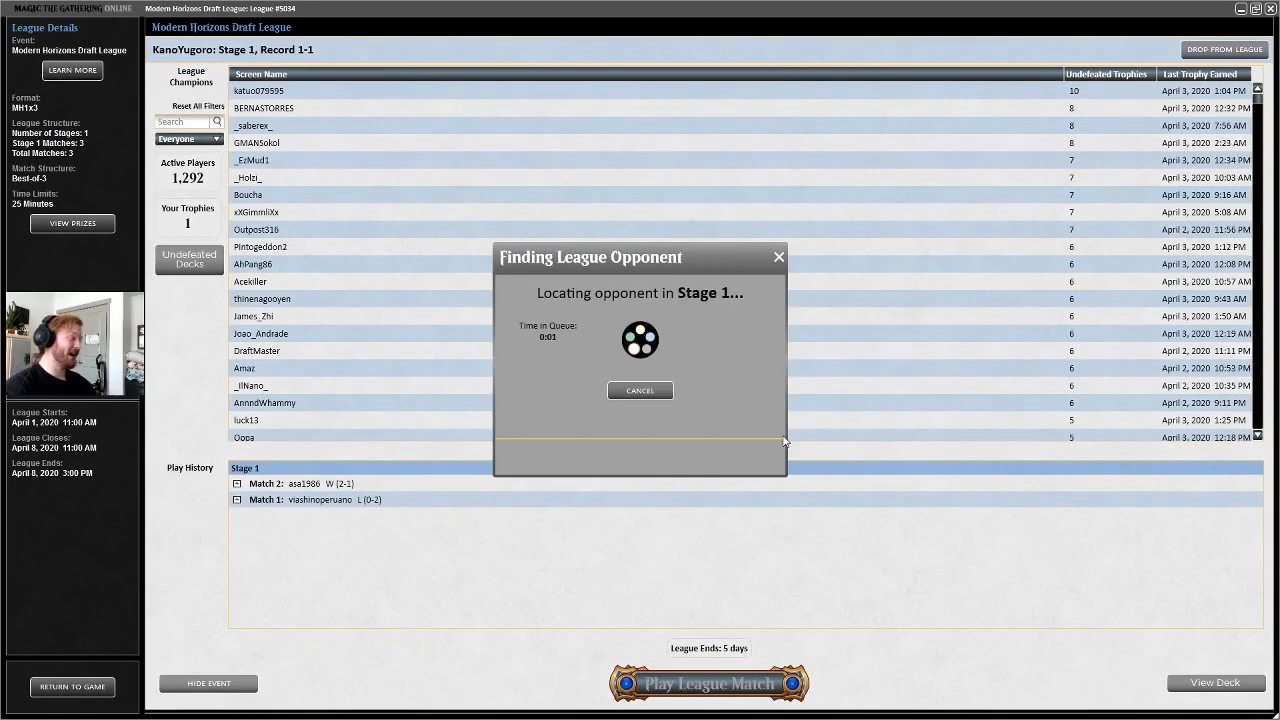 MAGIC THE GATHERING ONLINE
Modern Horizons Draft League: League #5034
League Details
Event:
Modern Horizons Draft League
LEARN MORE
Format:
MH1x3
League Structure:
Number of Stages: 1
Stage 1 Matches: 3
Total Matches: 3
Match Structure:
Best-of-3
Time Limits:
25 Minutes
VIEW PRIZES
League Starts:
April 1, 2020 11:00 AM
League Closes:
April 8, 2020 11:00 AM
League Ends:
April 8, 2020 3:00 PM
RETURN TO GAME
Modern Horizons Draft League
KanoYugoro: Stage 1, Record 1-1
DROP FROM LEAGUE
League
Champions
Reset All Filters
Search
Everyone
Active Players
1,292
Your Trophies
1
Undefeated
Decks
Screen Name Undefeated Trophies Last Trophy Earned
katuo079595 10 April 3, 2020 1:04 PM
BERNASTORRES 8 April 3, 2020 12:32 PM
_saberex_ 8 April 3, 2020 7:56 AM
GMANSokol 8 April 3, 2020 2:23 AM
_EzMud1 7 April 3, 2020 12:34 PM
_Holzi_ 7 April 3, 2020 10:03 AM
Boucha 7 April 3, 2020 9:16 AM
xXGimmliXx 7 April 3, 2020 5:08 AM
Outpost316 7 April 2, 2020 11:56 PM
PIntogeddon2 6 April 3, 2020 1:12 PM
AhPang86 6 April 3, 2020 12:08 PM
Acekiller 6 April 3, 2020 10:57 AM
thinenagooyen 6 April 3, 2020 9:43 AM
James_Zhi 6 April 3, 2020 1:50 AM
Joao_Andrade 6 April 3, 2020 12:19 AM
DraftMaster 6 April 2, 2020 11:11 PM
Amaz 6 April 2, 2020 10:53 PM
_IlNano_ 6 April 2, 2020 10:35 PM
AnnndWhammy 6 April 2, 2020 9:11 PM
luck13 5 April 3, 2020 1:25 PM
Oppa 5 April 3, 2020 12:18 PM
Finding League Opponent
Locating opponent in Stage 1...
Time in Queue:
0:01
CANCEL
Play History
Stage 1
Match 2: asa1986 W (2-1)
Match 1: viashinoperuano L (0-2)
League Ends: 5 days
HIDE EVENT
Play League Match
View Deck